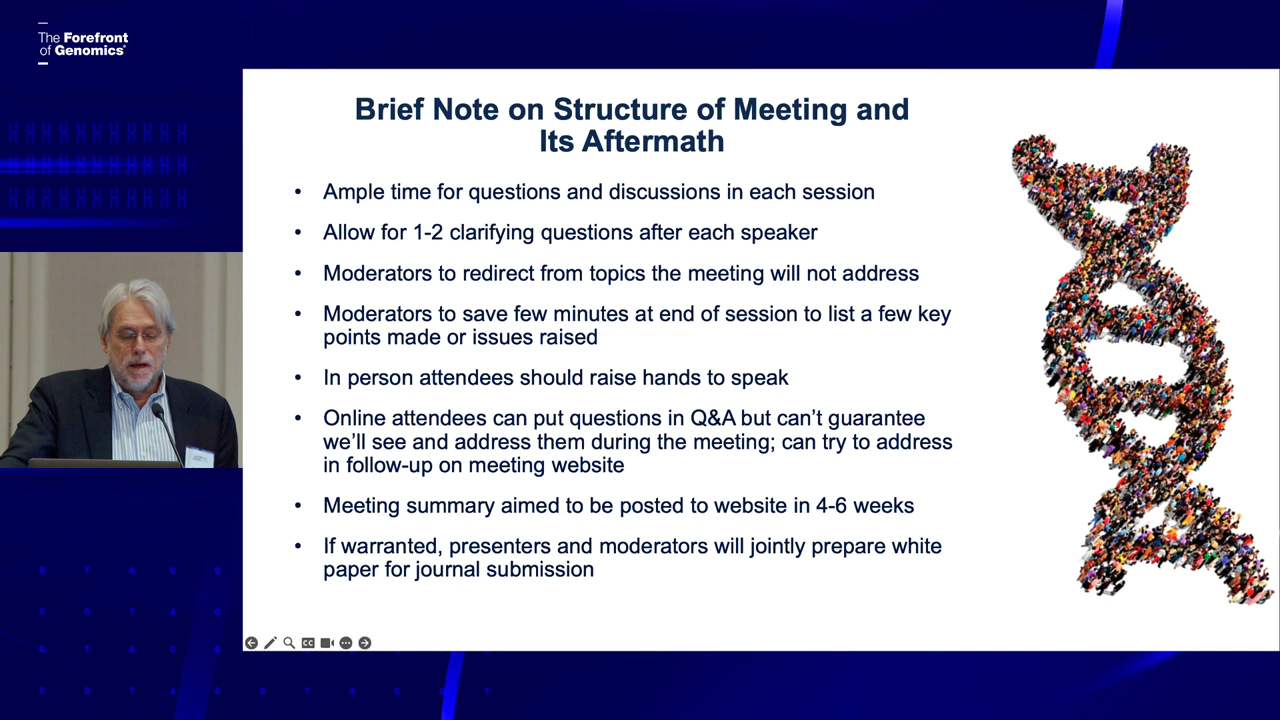 The Forefront
of Genomics®
Brief Note on Structure of Meeting and
Its Aftermath
• Ample time for questions and discussions in each session
• Allow for 1-2 clarifying questions after each speaker
• Moderators to redirect from topics the meeting will not address
• Moderators to save few minutes at end of session to list a few key
points made or issues raised
• In person attendees should raise hands to speak
• Online attendees can put questions in Q&A but can’t guarantee
we’ll see and address them during the meeting; can try to address
in follow-up on meeting website
• Meeting summary aimed to be posted to website in 4-6 weeks
• If warranted, presenters and moderators will jointly prepare white
paper for journal submission
CC